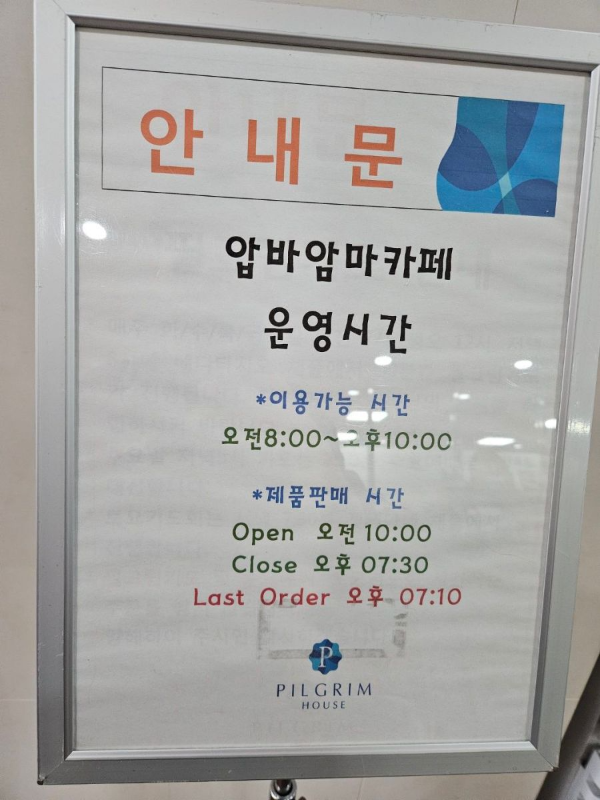 안내문
압바암마카페
운영시간
*이용가능 시간
오전8:00~오후10:00
*제품판매 시간
Open 오전 10:00
Close 오후 07:30
Last Order 오후 07:10
P
PILGRIM
HOUSE